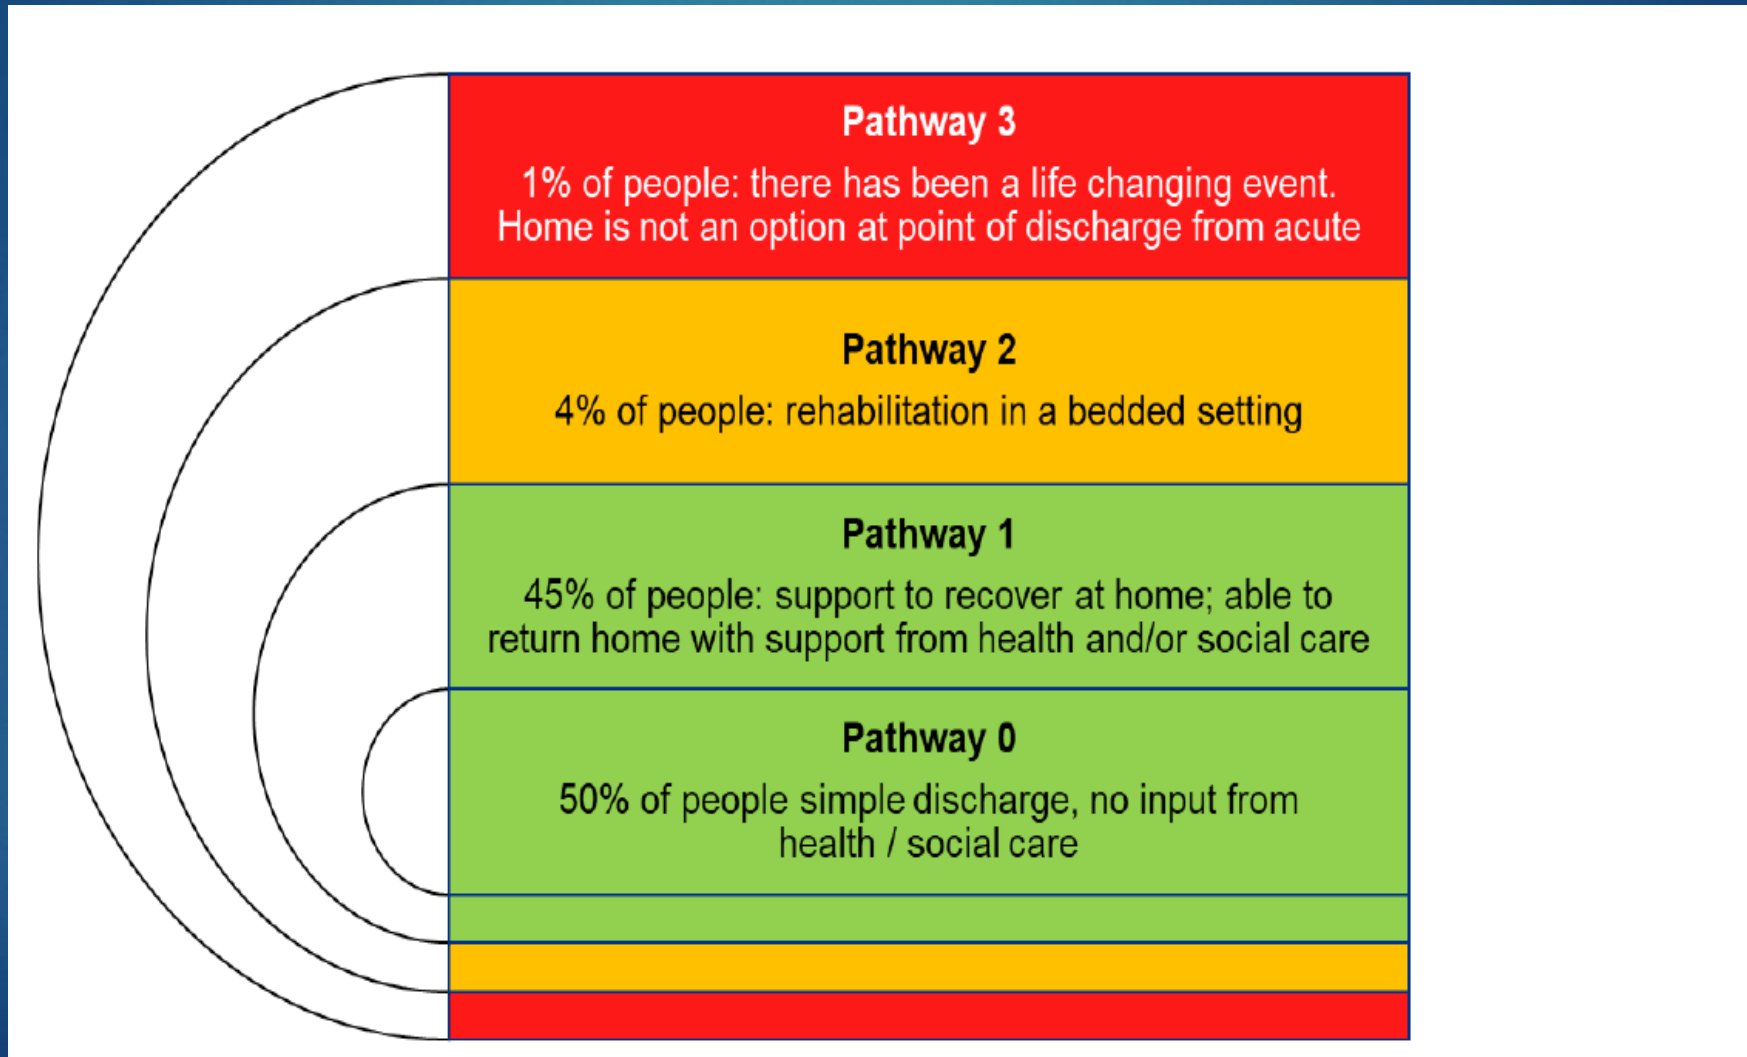 Pathway 3
1% of people: there has been a life changing event.
Home is not an option at point of discharge from acute
Pathway 2
4% of people: rehabilitation in a bedded setting
Pathway 1
45% of people: support to recover at home; able to
return home with support from health and/or social care
Pathway 0
50% of people simple discharge, no input from
health / social care